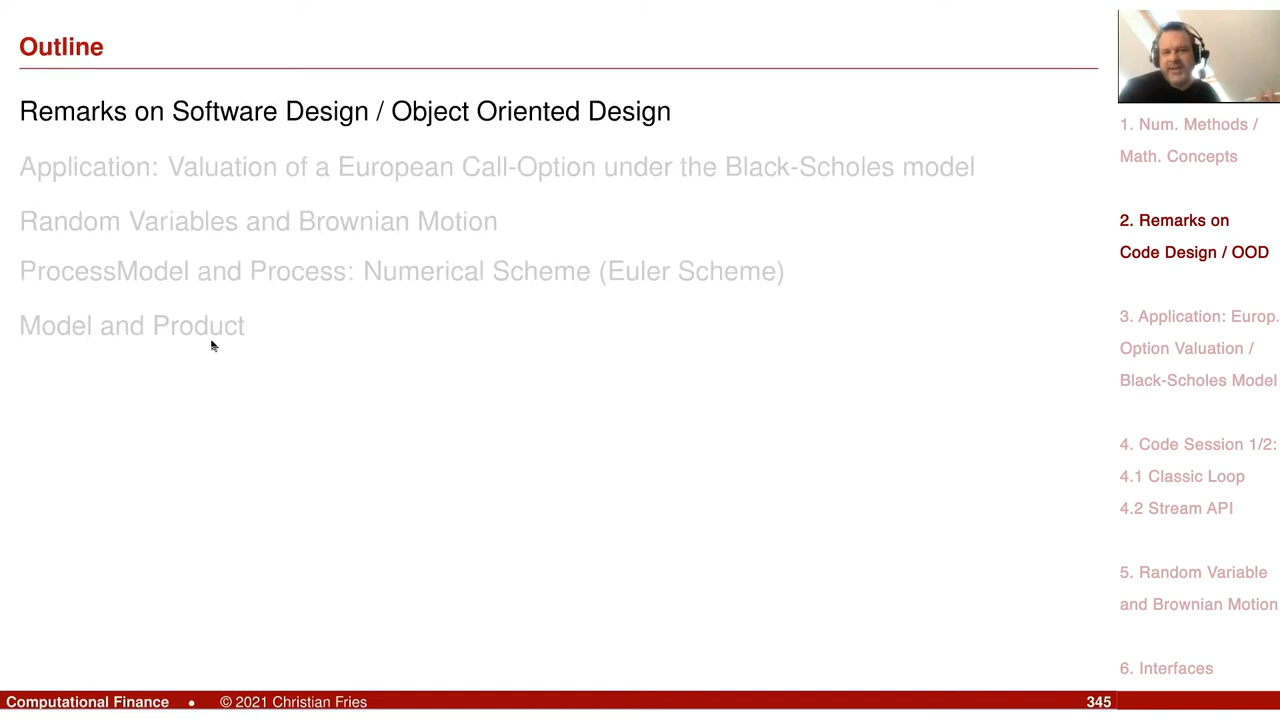 Outline
Remarks on Software Design / Object Oriented Design
Application: Valuation of a European Call-Option under the Black-Scholes model
Random Variables and Brownian Motion
ProcessModel and Process: Numerical Scheme (Euler Scheme)
Model and Product
1. Num. Methods /
Math. Concepts
2. Remarks on
Code Design / OOD
3. Application: Europ.
Option Valuation /
Black-Scholes Model
4. Code Session 1/2:
4.1 Classic Loop
4.2 Stream API
5. Random Variable
and Brownian Motion
6. Interfaces
Computational Finance • © 2021 Christian Fries 345